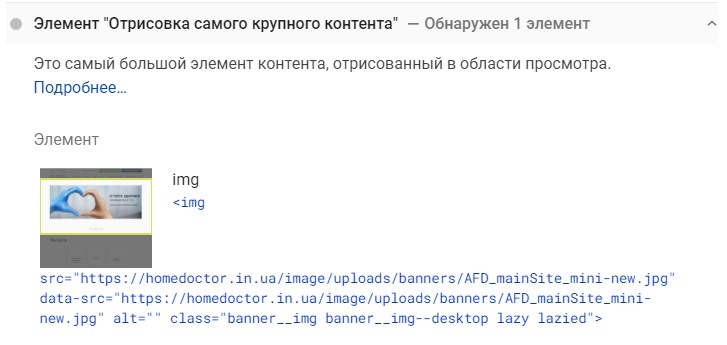 Элемент "Отрисовка самого крупного контента" — Обнаружен 1 элемент
Это самый большой элемент контента, отрисованный в области просмотра.
Подробнее…
Элемент
img
<img
src="https://homedoctor.in.ua/image/uploads/banners/AFD_mainSite_mini-new.jpg"
data-src="https://homedoctor.in.ua/image/uploads/banners/AFD_mainSite_mini-
new.jpg" alt="" class="banner__img banner__img--desktop lazy lazied">